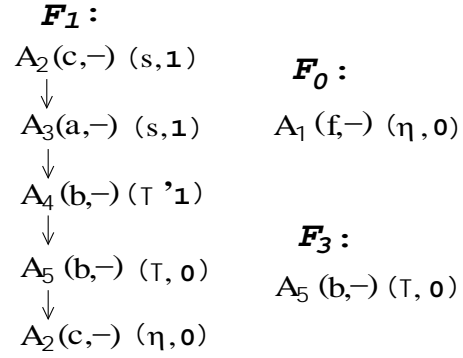 F₁:
A₂(c,−) (s,1)
↓
A₃(a,−) (s,1)
↓
A₄(b,−) (T ’1)
↓
A₅ (b,−) (T, 0)
↓
A₂(c,−) (η,0)
F₀:
A₁ (f,−) (η,0)
F₃:
A₅ (b,−) (T, 0)